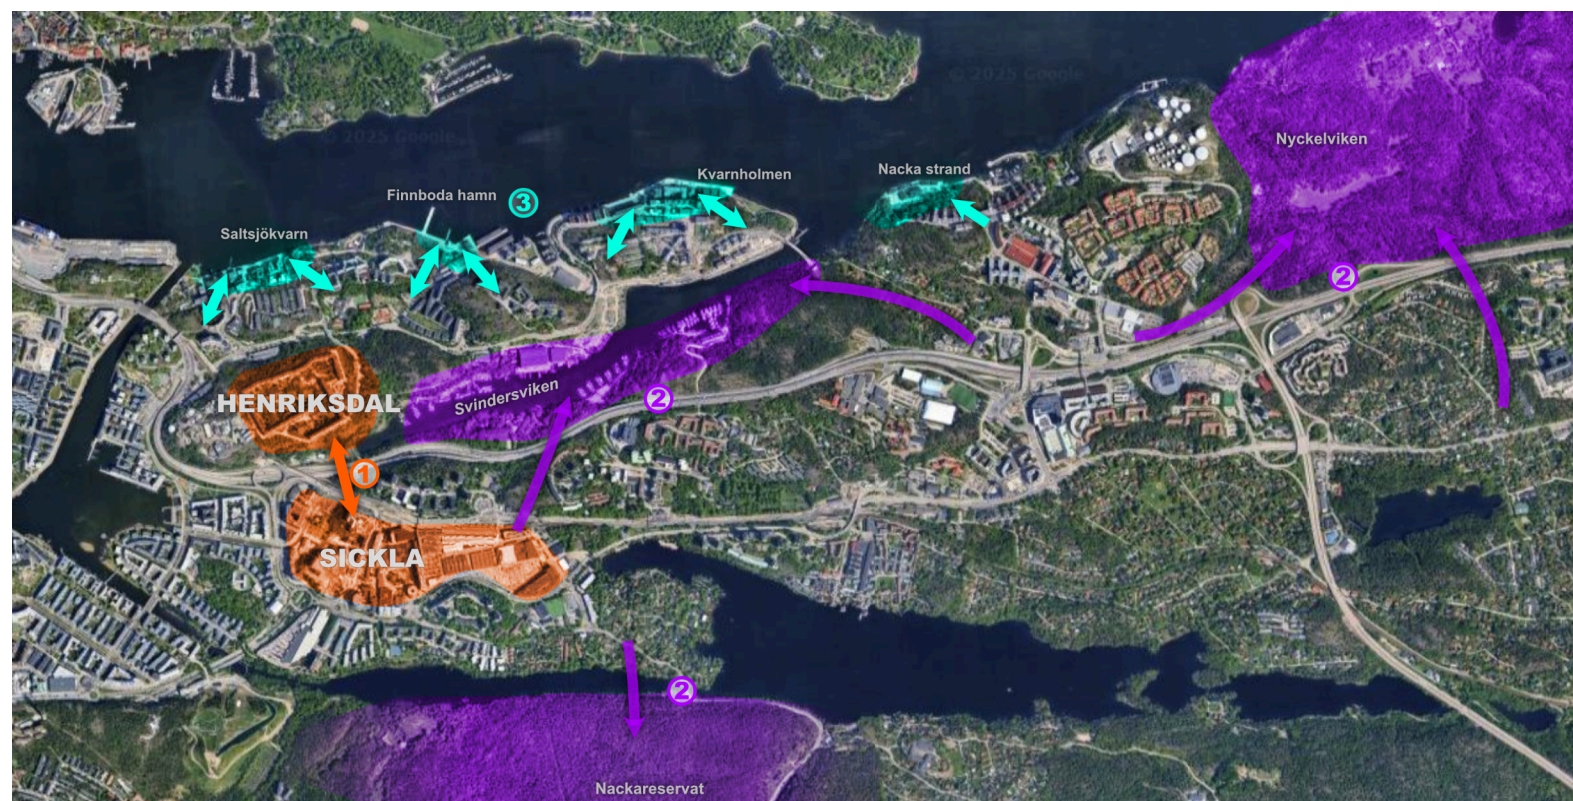 © 2025 Google
© 2025 Google
Nyckelviken
Nacka strand
Kvarnholmen
Finnboda hamn
3
Saltsjökvarn
2
HENRIKSDAL
Svindersviken
2
1
SICKLA
2
Nackareservat